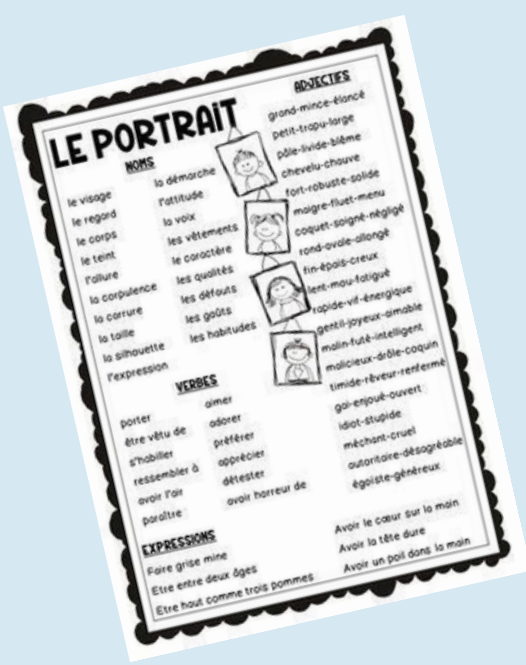 LE PORTRAiT
NOMS
le visage
le regard
le corps
le teint
l'allure
la corpulence
la carrure
la taille
la silhouette
l'expression
la démarche
l'attitude
la voix
les vêtements
le caractère
les qualités
les défauts
les goûts
les habitudes
ADJECTIFS
grand-mince-élancé
petit-trapu-large
pâle-livide-blême
chevelu-chauve
fort-robuste-solide
maigre-fluet-menu
coquet-soigné-négligé
rond-ovale-allongé
fin-épais-creux
lent-mou-fatigué
rapide-vif-énergique
gentil-joyeux-aimable
malin-futé-intelligent
malicieux-drôle-coquin
timide-rêveur-renfermé
gai-enjoué-ouvert
idiot-stupide
méchant-cruel
autoritaire-désagréable
égoïste-généreux
VERBES
porter
être vêtu de
s'habiller
ressembler à
avoir l'air
paraître
aimer
adorer
préférer
apprécier
détester
avoir horreur de
EXPRESSIONS
Faire grise mine
Etre entre deux âges
Etre haut comme trois pommes
Avoir le cœur sur la main
Avoir la tête dure
Avoir un poil dans la main